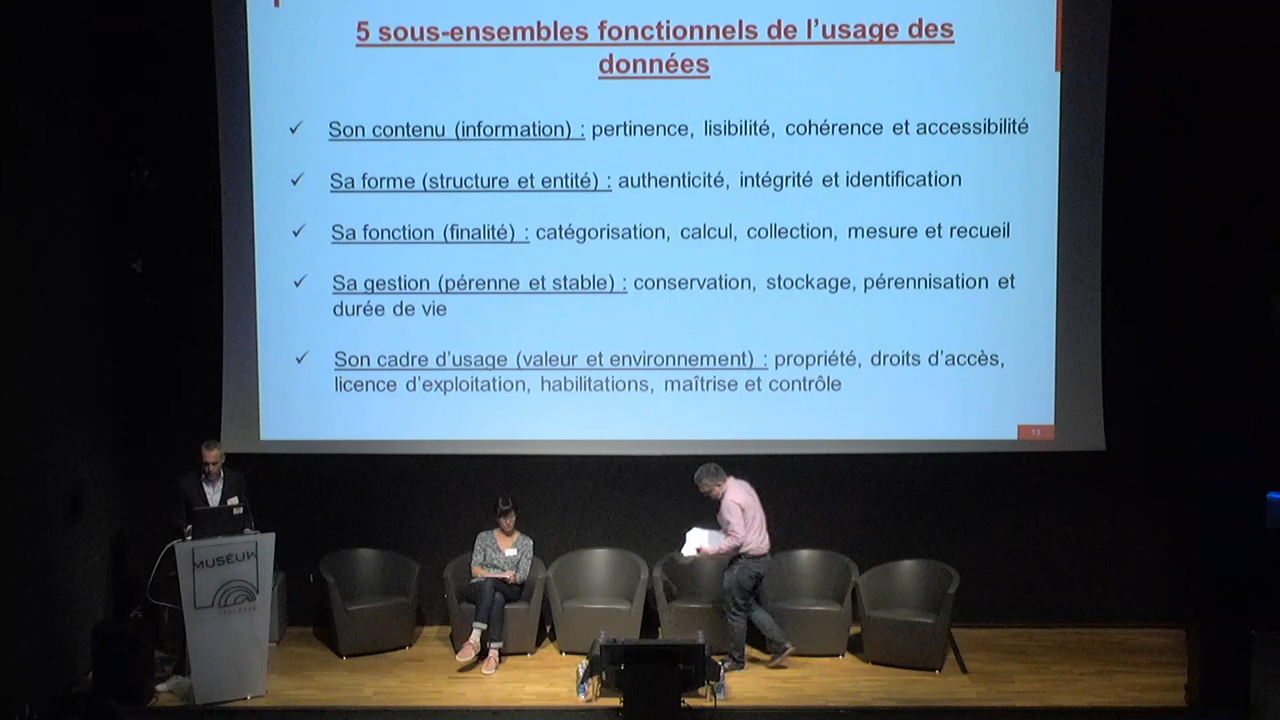 5 sous-ensembles fonctionnels de l’usage des
données
✓ Son contenu (information) : pertinence, lisibilité, cohérence et accessibilité
✓ Sa forme (structure et entité) : authenticité, intégrité et identification
✓ Sa fonction (finalité) : catégorisation, calcul, collection, mesure et recueil
✓ Sa gestion (pérenne et stable) : conservation, stockage, pérennisation et
durée de vie
✓ Son cadre d’usage (valeur et environnement) : propriété, droits d’accès,
licence d’exploitation, habilitations, maîtrise et contrôle
MUSÉUM